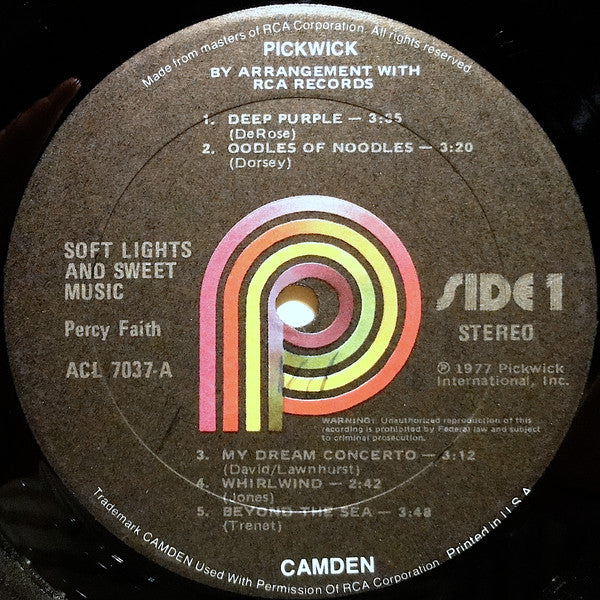 Made from masters of RCA Corporation. All rights reserved.
PICKWICK
BY ARRANGEMENT WITH
RCA RECORDS
1. DEEP PURPLE — 3:35
(DeRose)
2. OODLES OF NOODLES — 3:20
(Dorsey)
SOFT LIGHTS
AND SWEET
MUSIC
Percy Faith
ACL 7037-A
SIDE 1
STEREO
℗ 1977 Pickwick
International, Inc.
WARNING: Unauthorized reproduction of this
recording is prohibited by Federal law and subject
to criminal prosecution.
3. MY DREAM CONCERTO — 3:12
(David/Lawnhurst)
4. WHIRLWIND — 2:42
(Jones)
5. BEYOND THE SEA — 3:48
(Trenet)
CAMDEN
Trademark CAMDEN Used With Permission Of RCA Corporation. Printed in U.S.A.